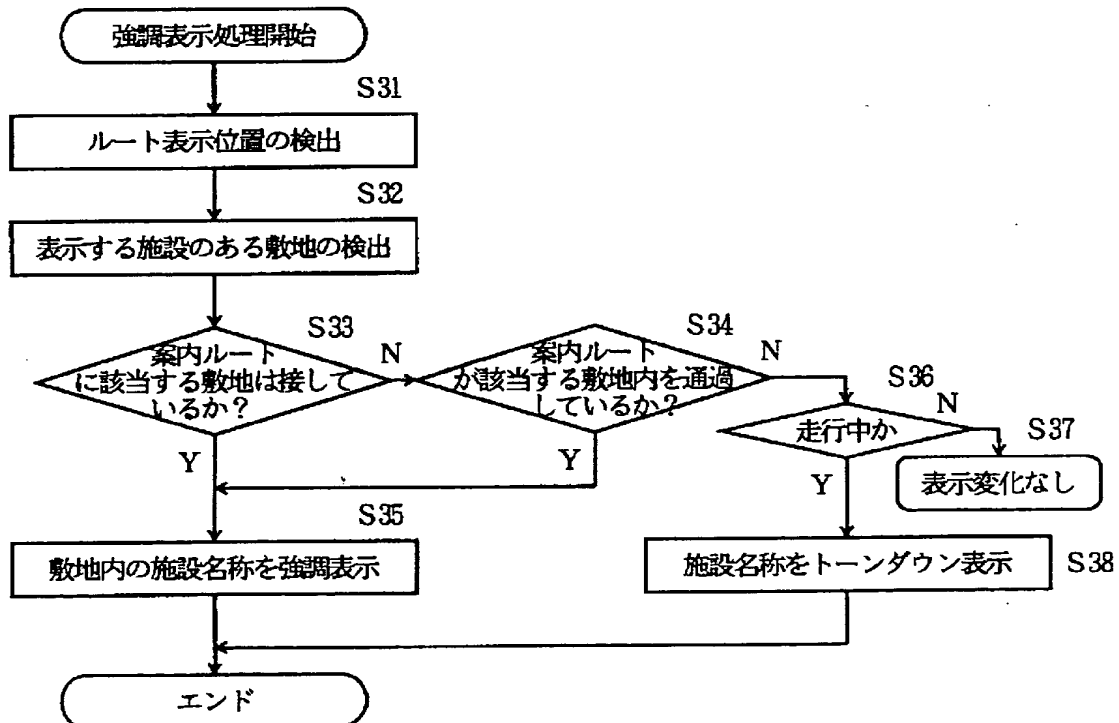 強調表示処理開始
S31
ルート表示位置の検出
S32
表示する施設のある敷地の検出
S33
案内ルート
に該当する敷地は接して
いるか?
N
Y
S34
案内ルート
が該当する敷地内を通過
しているか?
N
Y
S36
走行中か
N
Y
S37
表示変化なし
S35
敷地内の施設名称を強調表示
施設名称をトーンダウン表示
S38
エンド